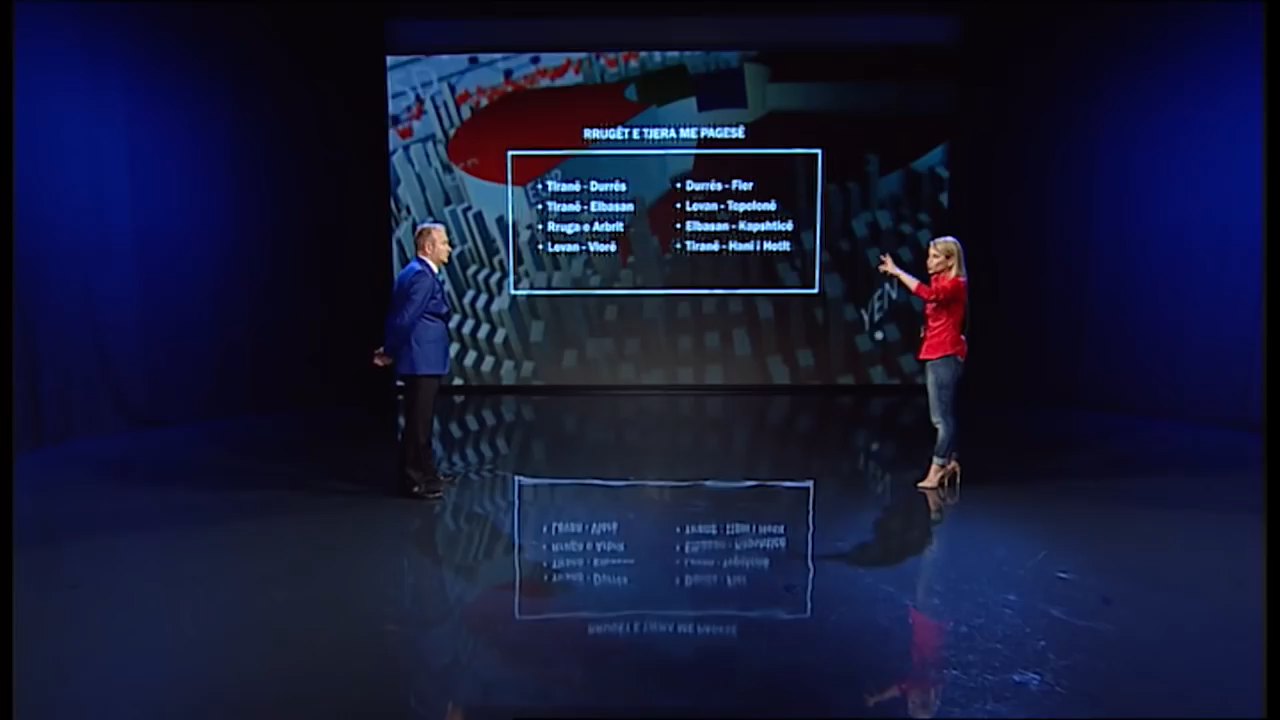 RRUGËT E TJERA ME PAGESË
• Tiranë - Durrës
• Tiranë - Elbasan
• Rruga e Arbrit
• Levan - Vlorë
• Durrës - Fier
• Levan - Tepelenë
• Elbasan - Kapshticë
• Tiranë - Hani i Hotit
YEN